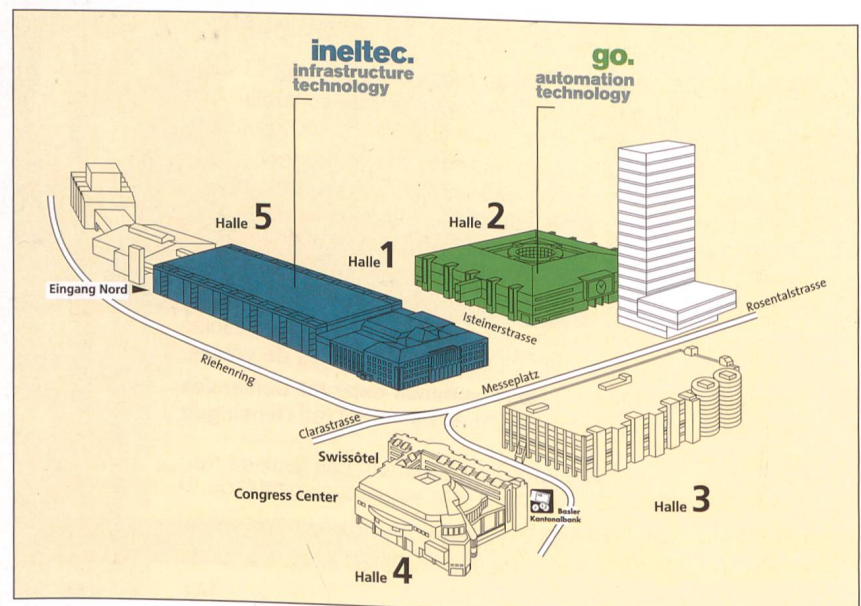 ineltec.
infrastructure
technology
go.
automation
technology
Halle 5
Halle 2
Halle 1
Eingang Nord
Isteinerstrasse
Rosentalstrasse
Riehenring
Messeplatz
Clarastrasse
Swissôtel
Congress Center
Basler
Kantonalbank
Halle 3
Halle 4